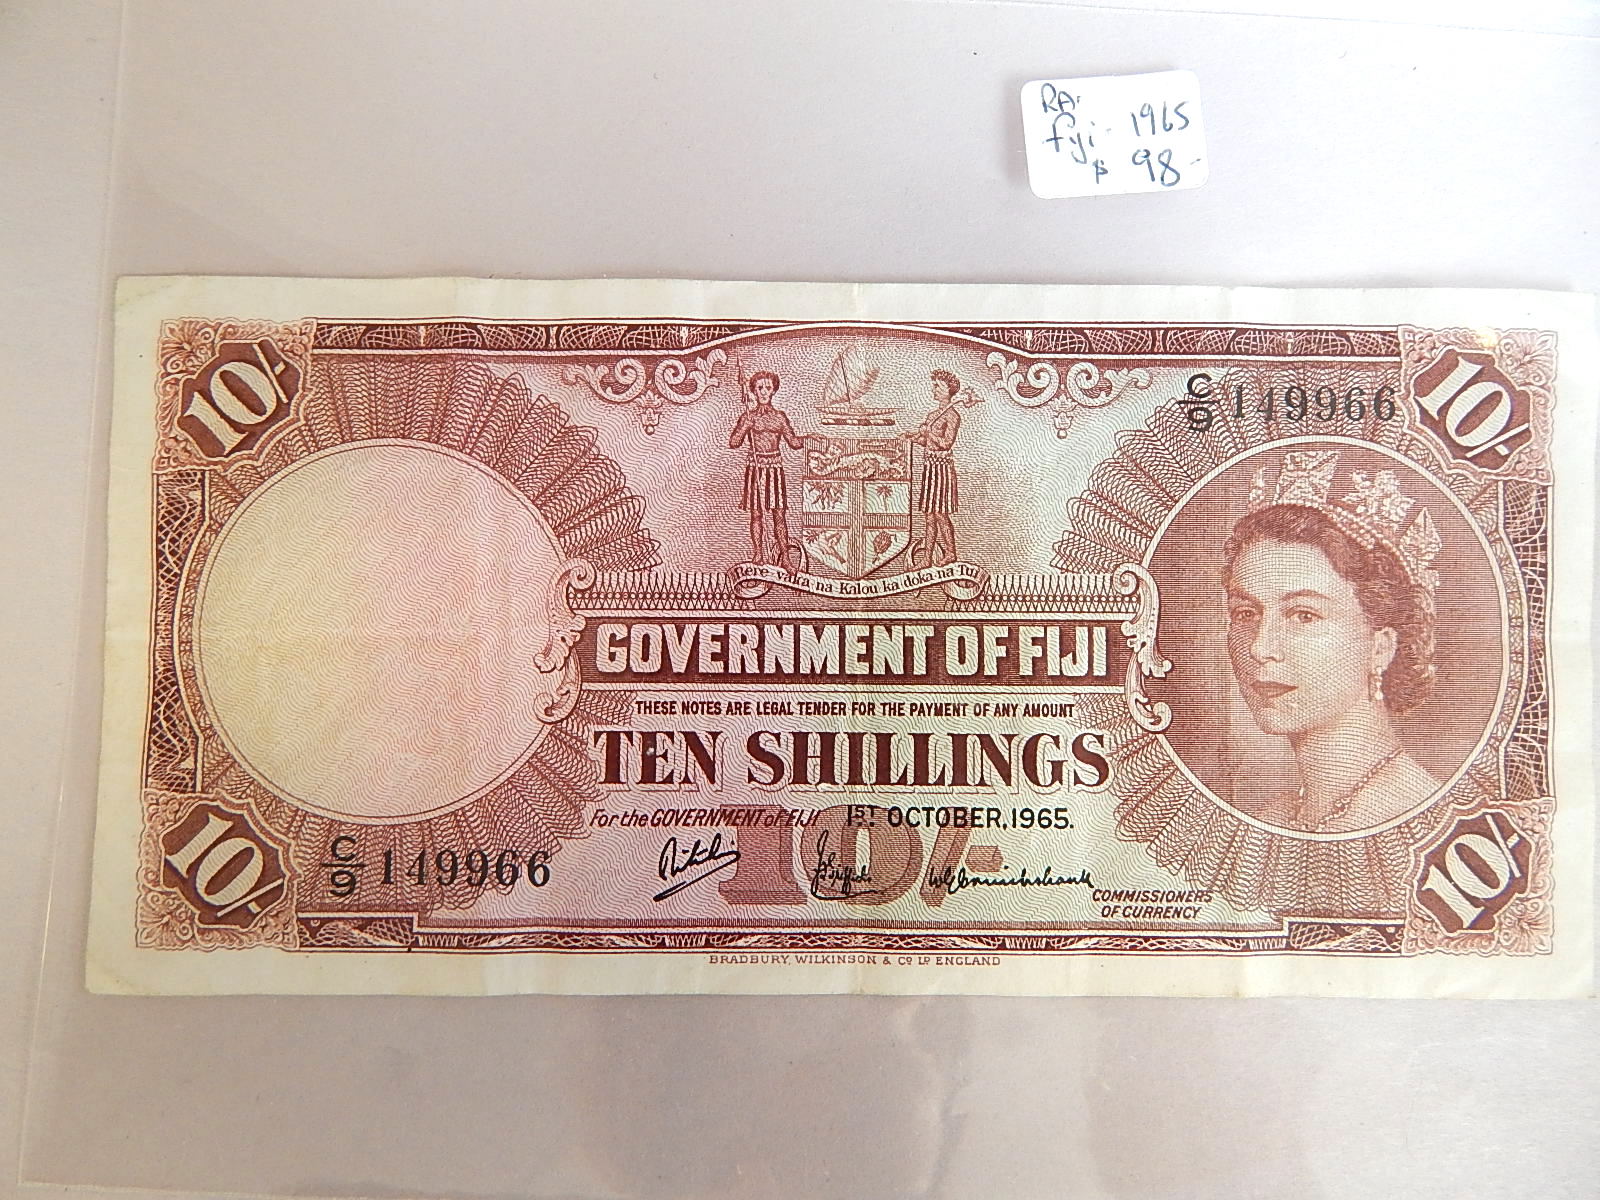 RA.
fiji - 1965
$ 98 -
10/- 10/-
C/9 149966
Rere vaka na Kalou ka doka na Tui
GOVERNMENT OF FIJI
THESE NOTES ARE LEGAL TENDER FOR THE PAYMENT OF ANY AMOUNT
TEN SHILLINGS
For the GOVERNMENT of FIJI 1ST. OCTOBER, 1965.
10/-
C/9 149966
COMMISSIONERS
OF CURRENCY
10/- 10/-
BRADBURY, WILKINSON & Co. LD. ENGLAND